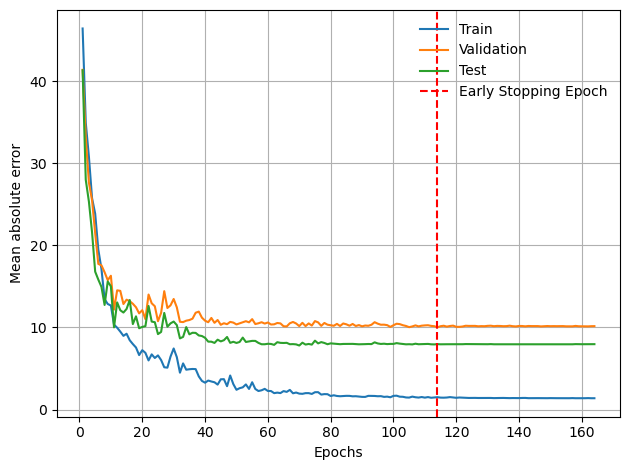 Train
Validation
Test
Early Stopping Epoch
Mean absolute error
40
30
20
10
0
0 20 40 60 80 100 120 140 160
Epochs